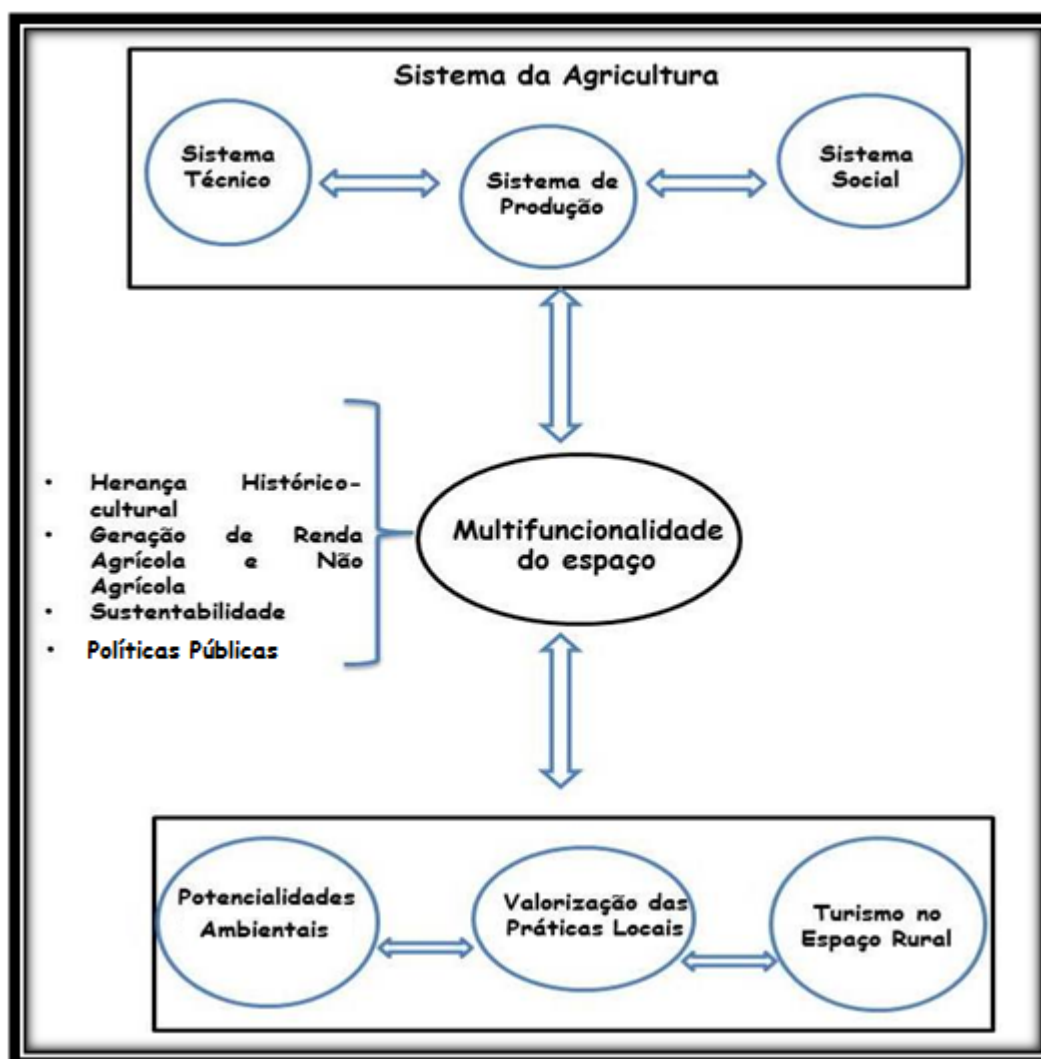 Sistema da Agricultura
Sistema
Técnico
Sistema de
Produção
Sistema
Social
• Herança Histórico-
cultural
• Geração de Renda
Agrícola e Não
Agrícola
• Sustentabilidade
• Políticas Públicas
Multifuncionalidade
do espaço
Potencialidades
Ambientais
Valorização das
Práticas Locais
Turismo no
Espaço Rural